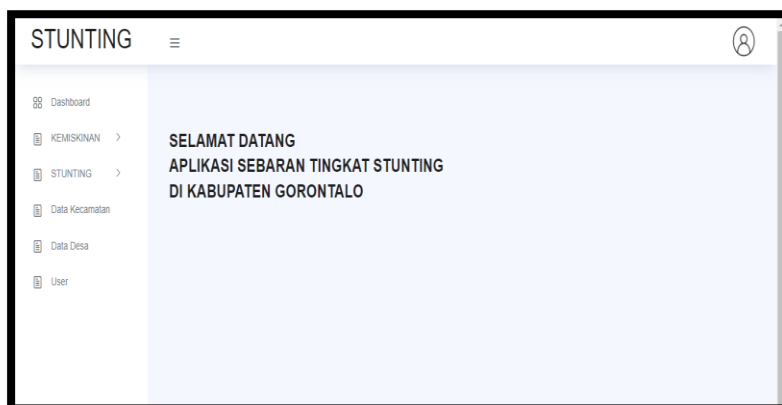 STUNTING
Dashboard
KEMISKINAN
STUNTING
Data Kecamatan
Data Desa
User
SELAMAT DATANG
APLIKASI SEBARAN TINGKAT STUNTING
DI KABUPATEN GORONTALO